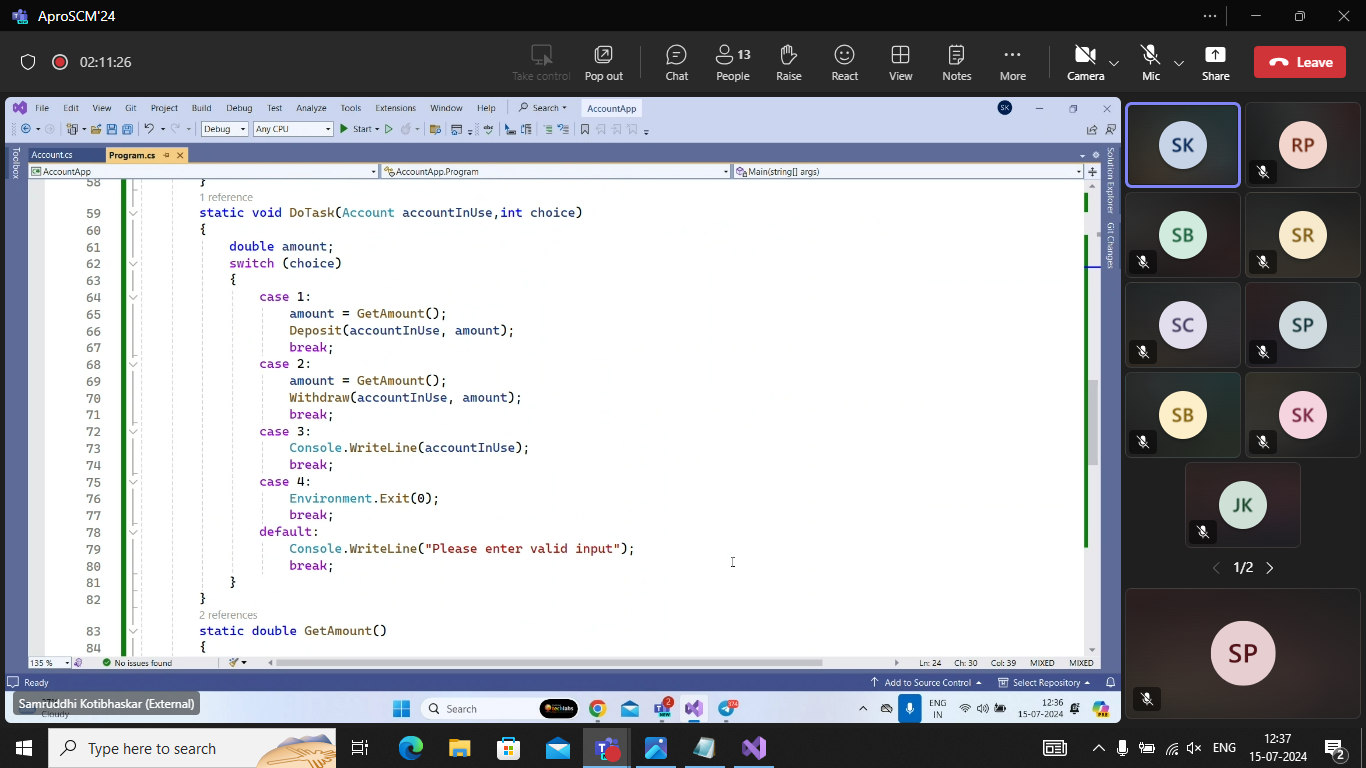 AproSCM'24
02:11:26
Take control
Pop out
Chat
13
People
Raise
React
View
Notes
More
Camera
Mic
Share
Leave
File Edit View Git Project Build Debug Test Analyze Tools Extensions Window Help Search AccountApp SK
Debug Any CPU Start
Toolbox
Account.cs Program.cs
AccountApp AccountApp.Program Main(string[] args)
Solution Explorer
Git Changes
58 }
1 reference
59 static void DoTask(Account accountInUse,int choice)
60 {
61 double amount;
62 switch (choice)
63 {
64 case 1:
65 amount = GetAmount();
66 Deposit(accountInUse, amount);
67 break;
68 case 2:
69 amount = GetAmount();
70 Withdraw(accountInUse, amount);
71 break;
72 case 3:
73 Console.WriteLine(accountInUse);
74 break;
75 case 4:
76 Environment.Exit(0);
77 break;
78 default:
79 Console.WriteLine("Please enter valid input");
80 break;
81 }
82 }
2 references
83 static double GetAmount()
84 {
135 % No issues found Ln: 24 Ch: 30 Col: 39 MIXED MIXED
Ready Add to Source Control Select Repository
Samruddhi Kotibhaskar (External)
Cloudy
Search
techlabs
2
374
ENG
IN
12:36
15-07-2024
PRE
SK
RP
SB
SR
SC
SP
SB
SK
JK
1/2
SP
Type here to search
ENG
12:37
15-07-2024
2